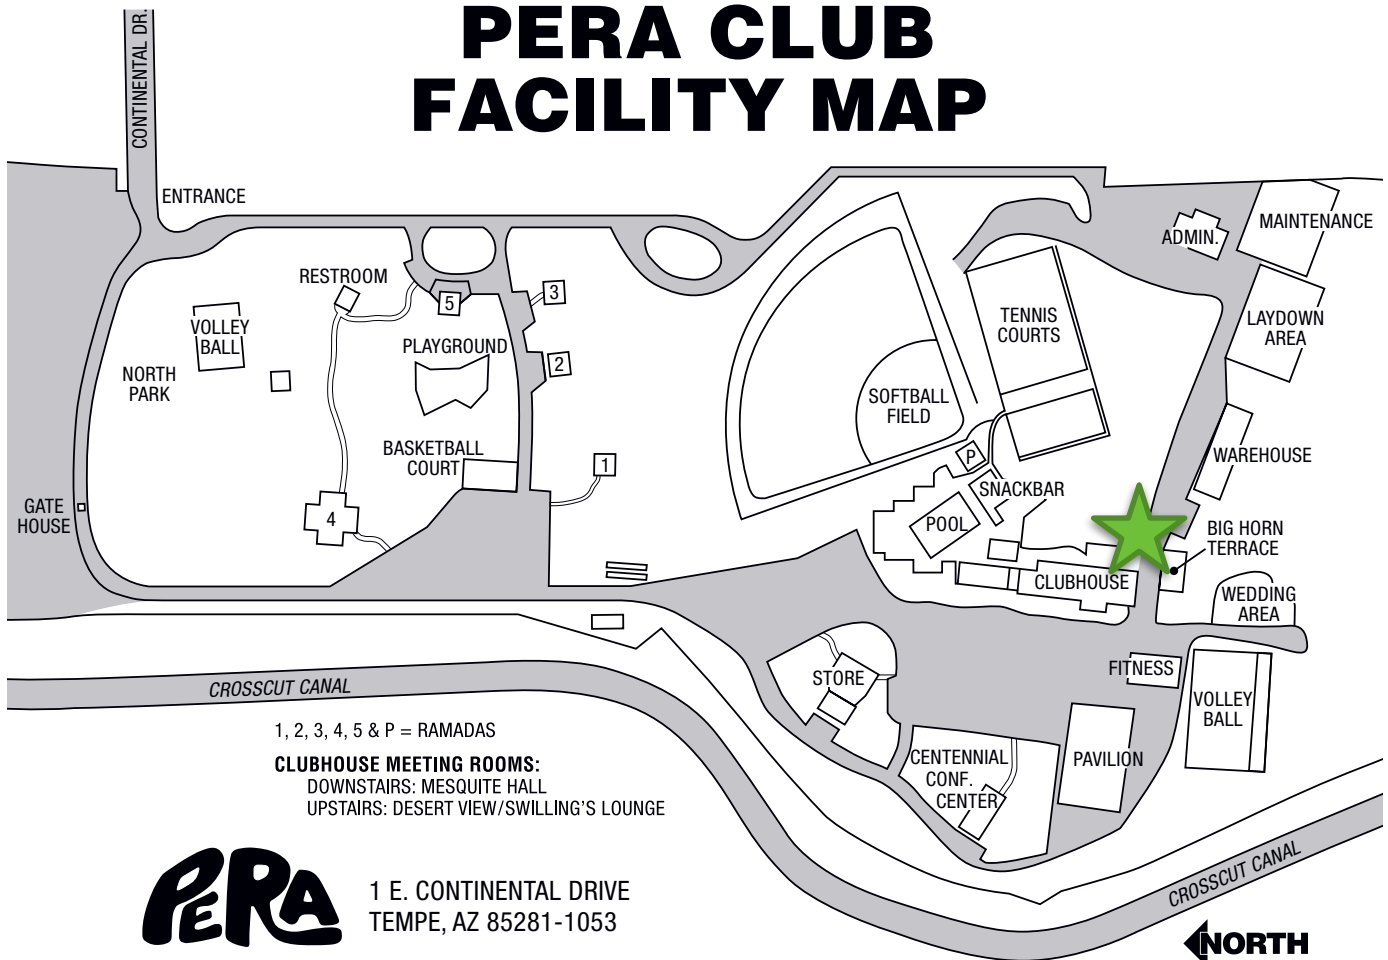 PERA CLUB
FACILITY MAP
CONTINENTAL DR.
ENTRANCE
RESTROOM
5
3
2
VOLLEY
BALL
PLAYGROUND
NORTH
PARK
BASKETBALL
COURT
1
4
GATE
HOUSE
ADMIN.
MAINTENANCE
LAYDOWN
AREA
TENNIS
COURTS
SOFTBALL
FIELD
P
WAREHOUSE
SNACKBAR
POOL
BIG HORN
TERRACE
CLUBHOUSE
WEDDING
AREA
FITNESS
STORE
VOLLEY
BALL
CENTENNIAL
CONF.
CENTER
PAVILION
CROSSCUT CANAL
1, 2, 3, 4, 5 & P = RAMADAS
CLUBHOUSE MEETING ROOMS:
DOWNSTAIRS: MESQUITE HALL
UPSTAIRS: DESERT VIEW/SWILLING'S LOUNGE
PERA
1 E. CONTINENTAL DRIVE
TEMPE, AZ 85281-1053
CROSSCUT CANAL
NORTH